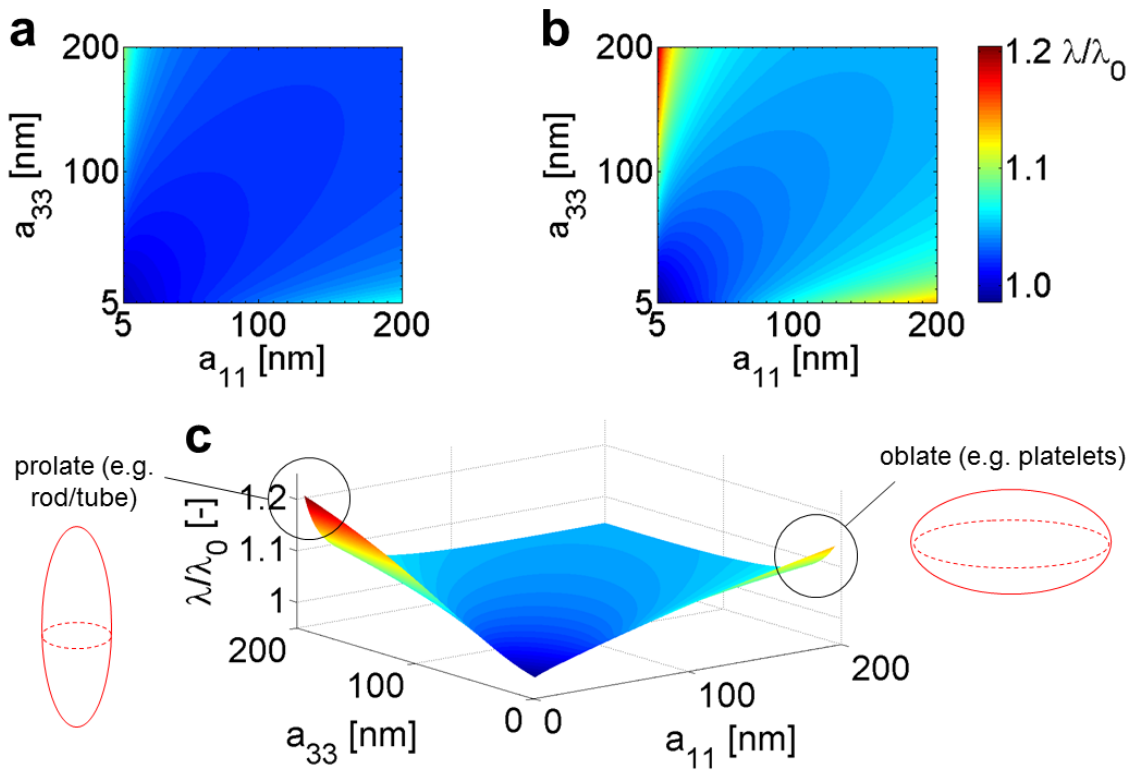 a
200
100
5
a33 [nm]
5 100 200
a11 [nm]
b
200
100
5
a33 [nm]
5 100 200
a11 [nm]
1.2 λ/λ0
1.1
1.0
c
prolate (e.g.
rod/tube)
oblate (e.g. platelets)
λ/λ0 [-]
1.2
1.1
1
200
100
0
a33 [nm]
0
100
200
a11 [nm]